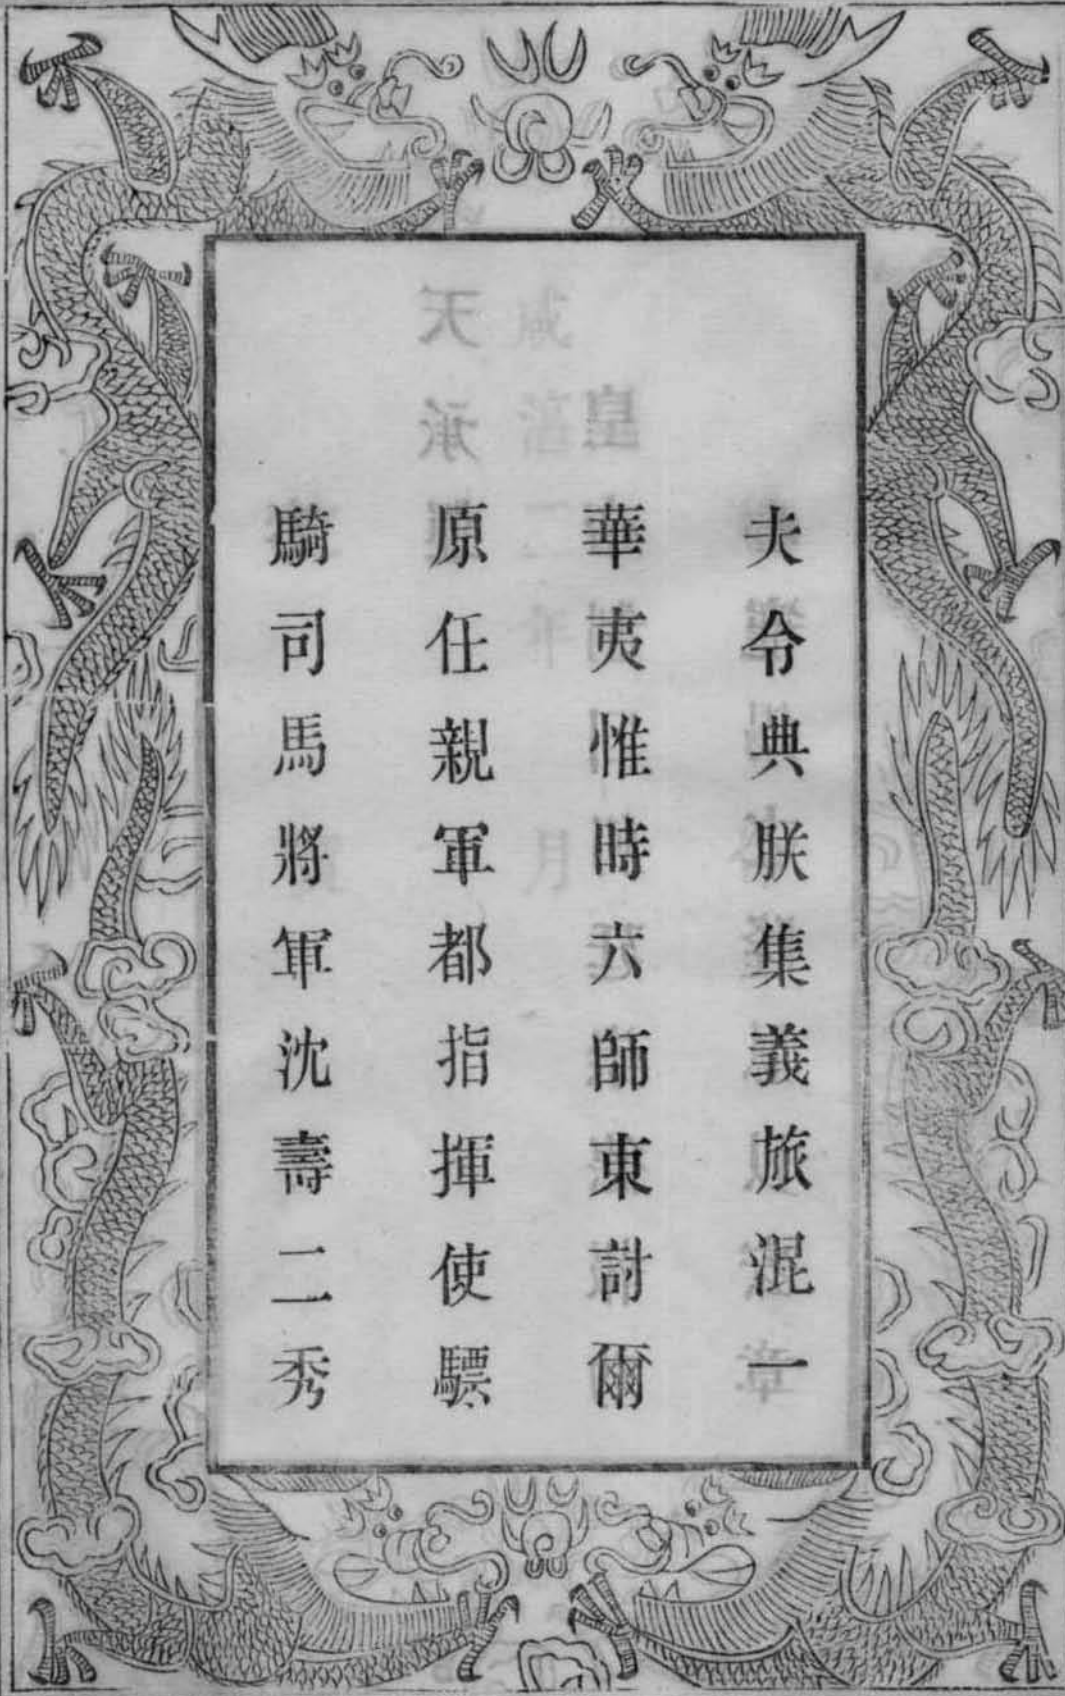 夫令典朕集義旅混一
華夷惟時六師東討爾
原任親軍都指揮使驃
騎司馬將軍沈壽二秀